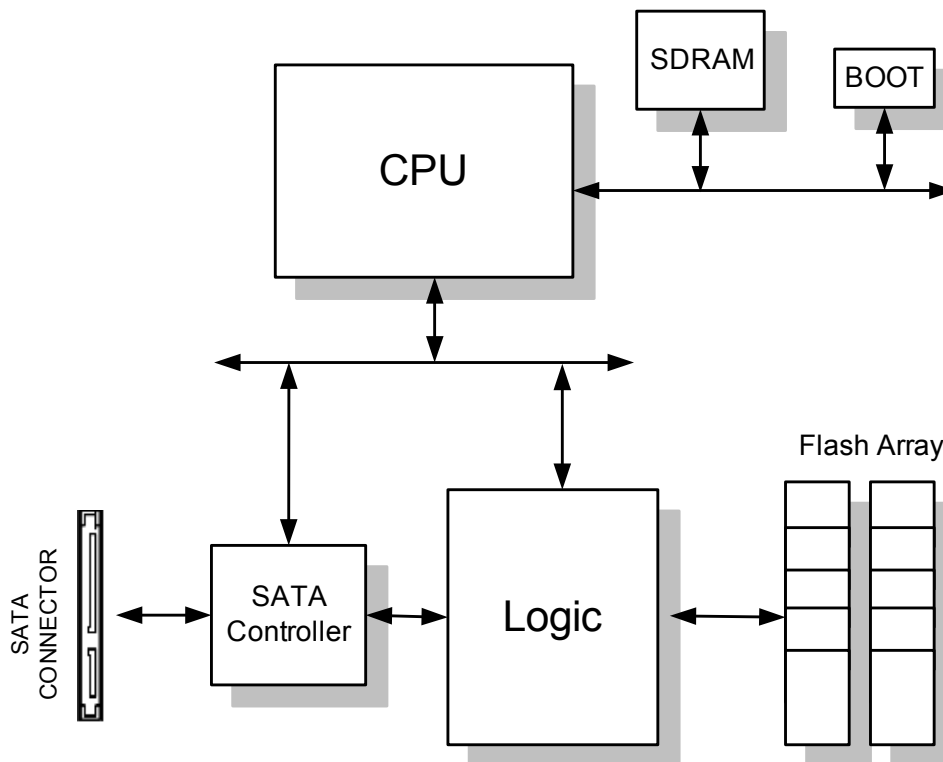 SDRAM
BOOT
CPU
Flash Array
SATA
CONNECTOR
SATA
Controller
Logic